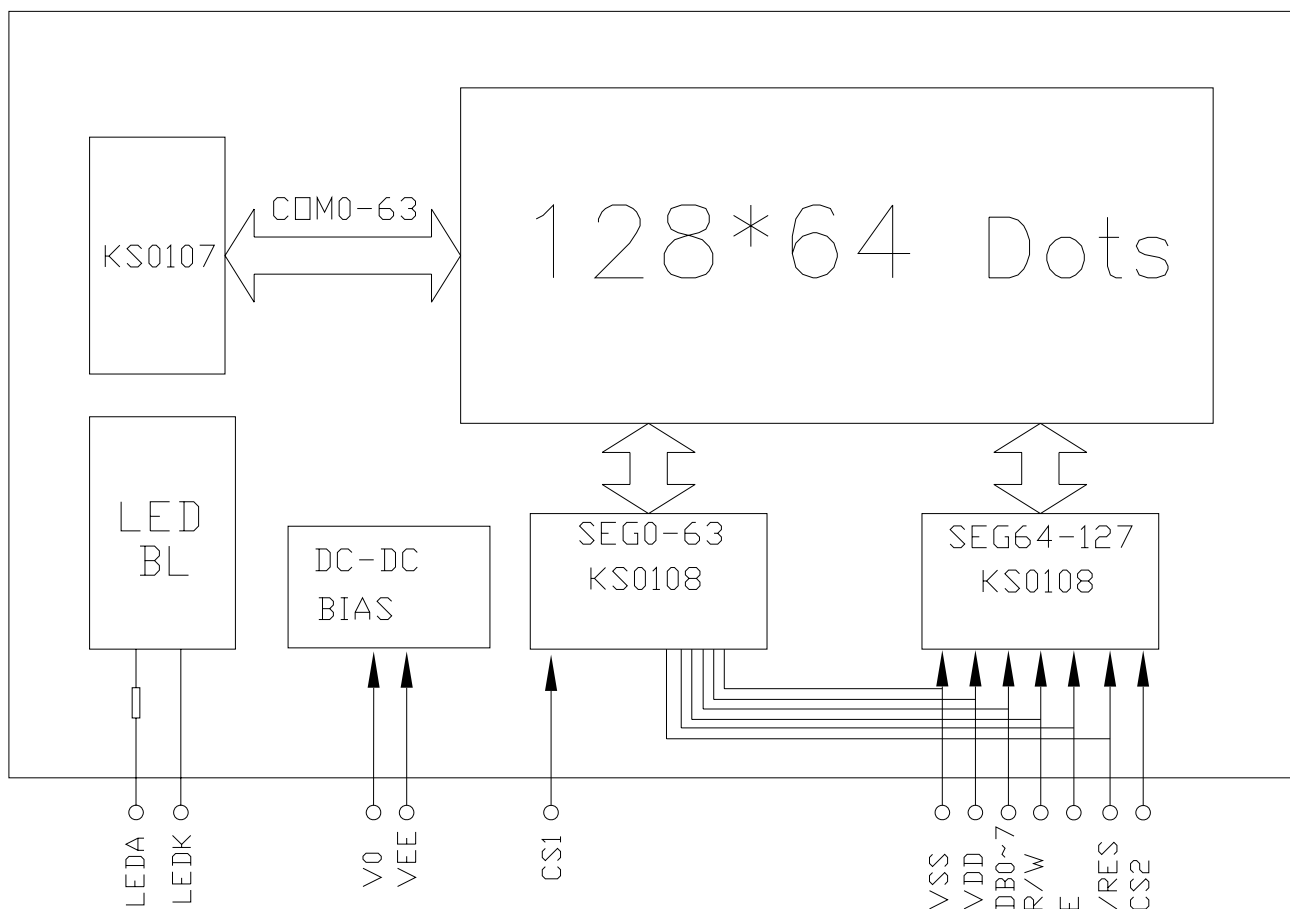 COM0-63
KS0107
128*64 Dots
LED
BL
DC-DC
BIAS
SEG0-63
KS0108
SEG64-127
KS0108
LEDA
LEDK
V0
VEE
CS1
VSS
VDD
DB0~7
R/W
E
/RES
CS2